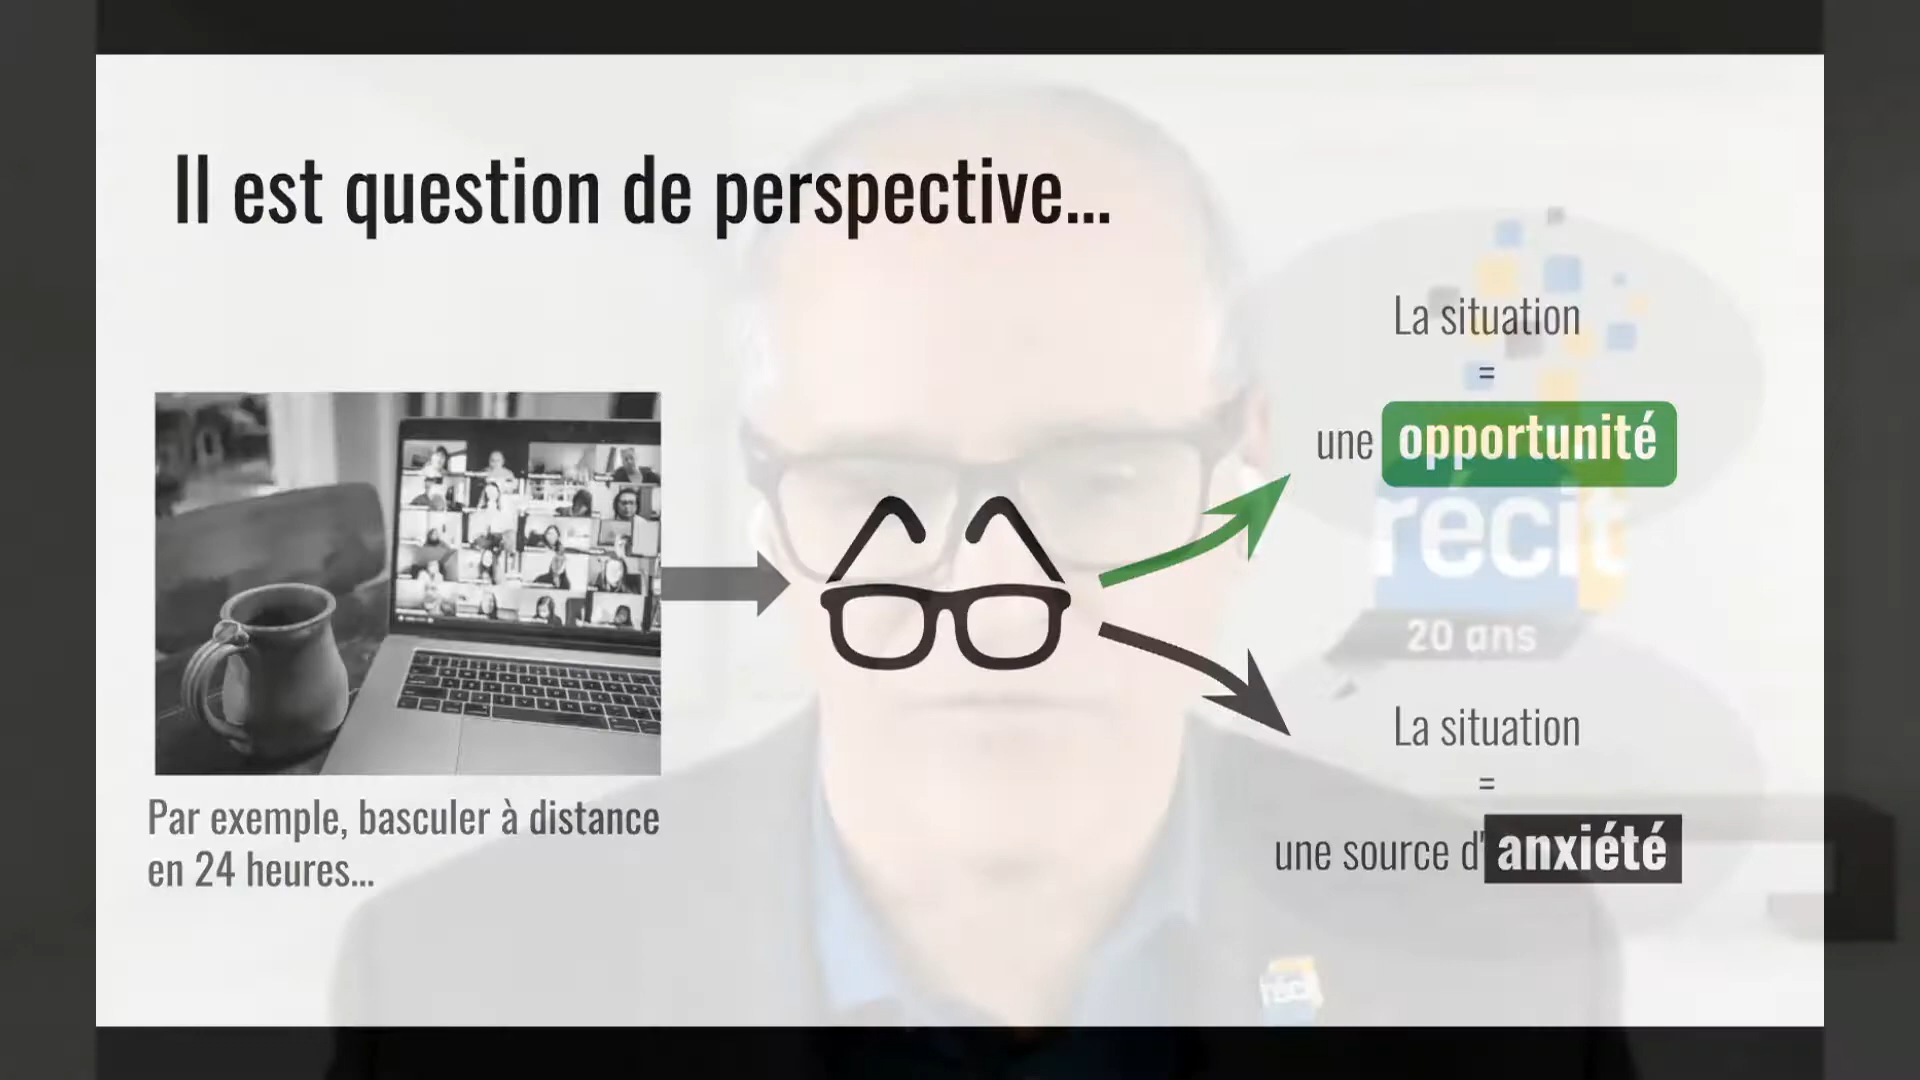 Il est question de perspective...
La situation
=
une opportunité
récit
20 ans
La situation
=
une source d'anxiété
Par exemple, basculer à distance
en 24 heures...
récit